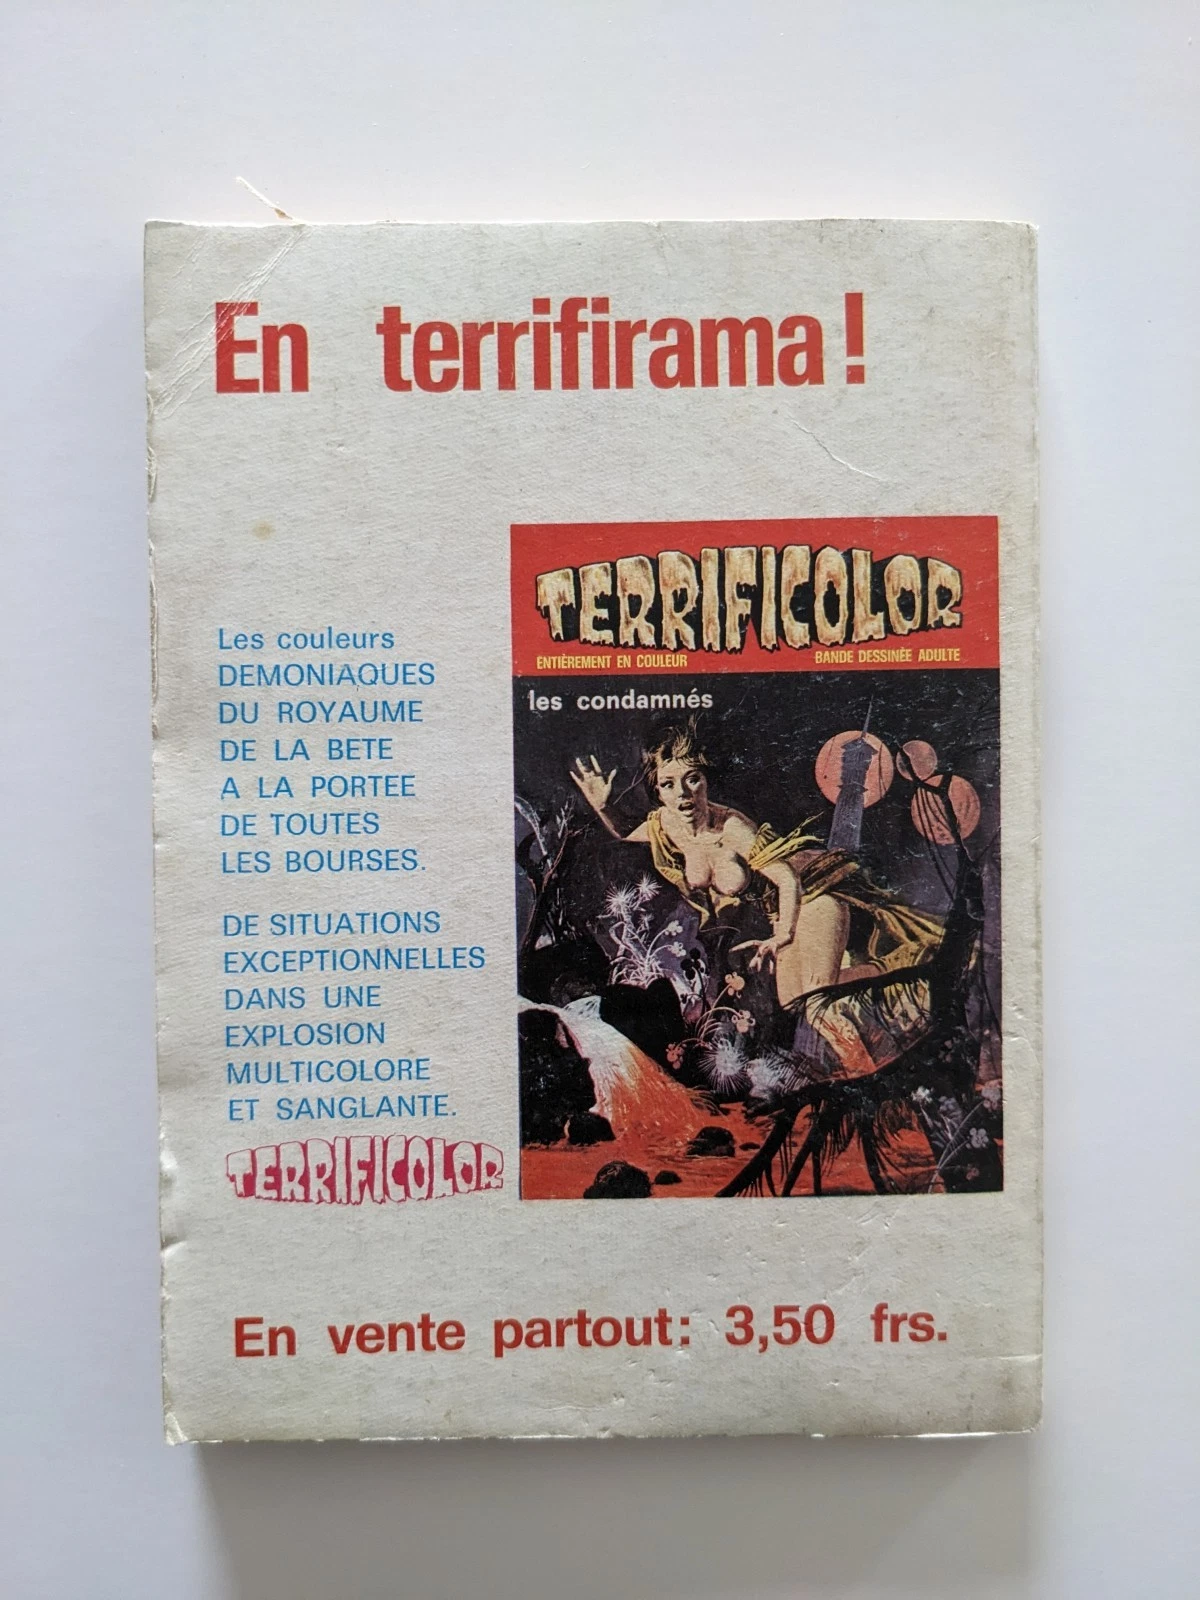 En terrifirama!
TERRIFICOLOR
ENTIÈREMENT EN COULEUR
BANDE DESSINÉE ADULTE
les condamnés
Les couleurs
DEMONIAQUES
DU ROYAUME
DE LA BETE
A LA PORTEE
DE TOUTES
LES BOURSES.
DE SITUATIONS
EXCEPTIONNELLES
DANS UNE
EXPLOSION
MULTICOLORE
ET SANGLANTE.
TERRIFICOLOR
En vente partout: 3,50 frs.